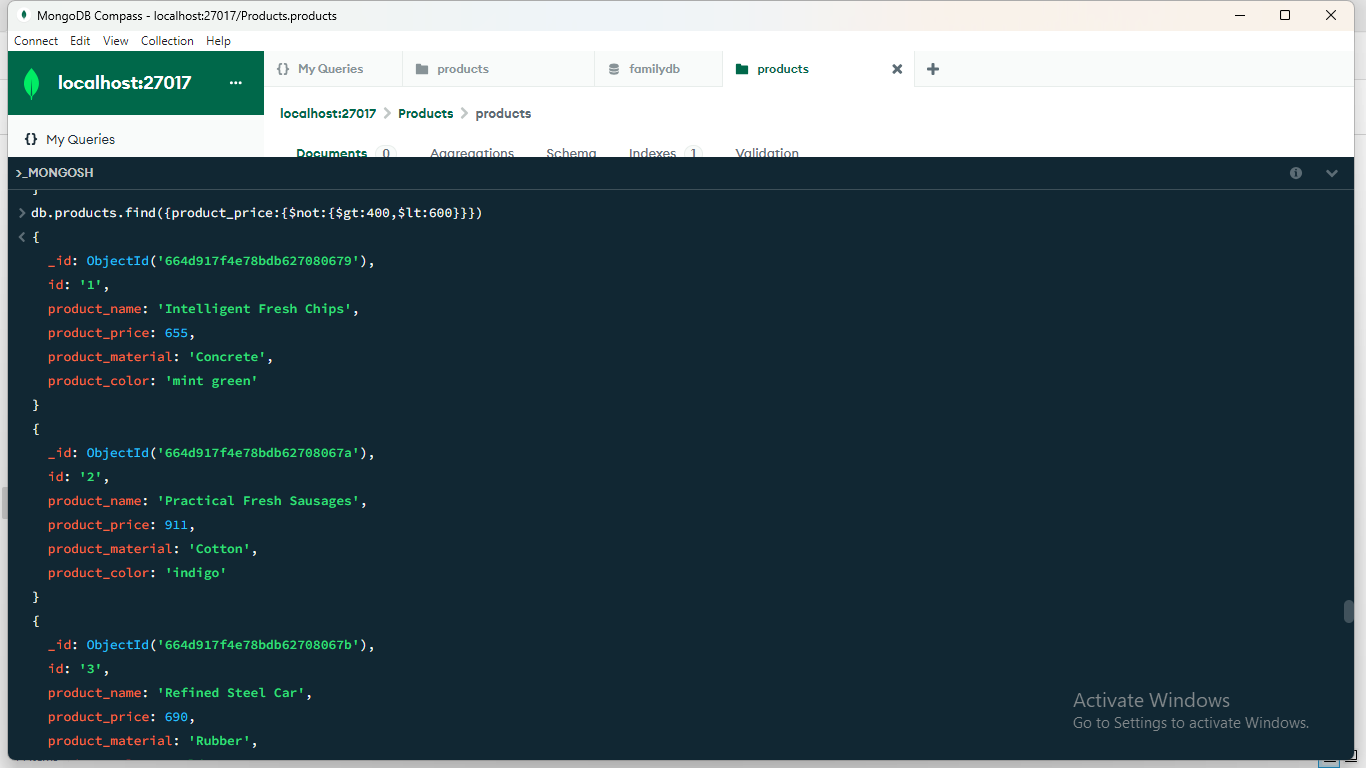 MongoDB Compass - localhost:27017/Products.products
Connect Edit View Collection Help
localhost:27017 ...
{} My Queries
products
familydb
products
localhost:27017 > Products > products
{} My Queries
Documents 0 Aggregations Schema Indexes 1 Validation
>_MONGOSH
}
> db.products.find({product_price:{$not:{$gt:400,$lt:600}}})
< {
_id: ObjectId('664d917f4e78bdb627080679'),
id: '1',
product_name: 'Intelligent Fresh Chips',
product_price: 655,
product_material: 'Concrete',
product_color: 'mint green'
}
{
_id: ObjectId('664d917f4e78bdb62708067a'),
id: '2',
product_name: 'Practical Fresh Sausages',
product_price: 911,
product_material: 'Cotton',
product_color: 'indigo'
}
{
_id: ObjectId('664d917f4e78bdb62708067b'),
id: '3',
product_name: 'Refined Steel Car',
product_price: 690,
product_material: 'Rubber',
Activate Windows
Go to Settings to activate Windows.